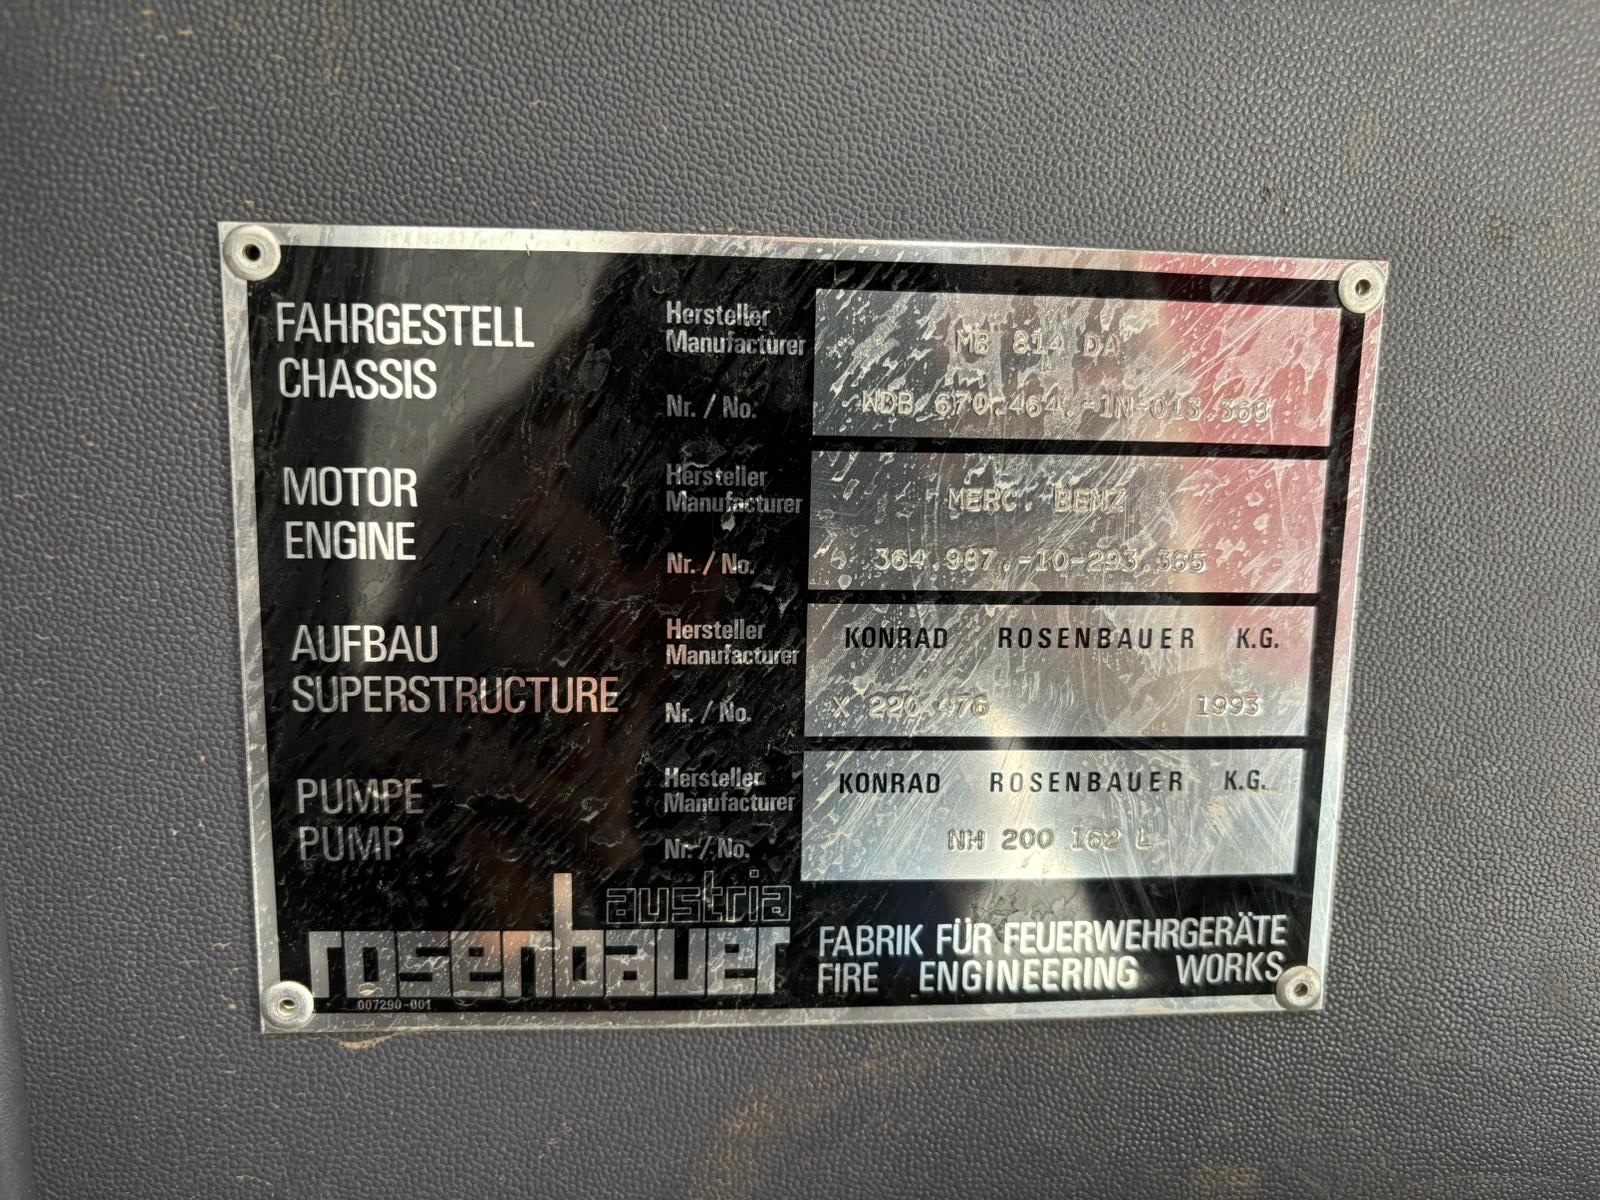 FAHRGESTELL
CHASSIS
Hersteller
Manufacturer
MB 814 DA
Nr. / No.
WDB 670.464.-1N-013.368
MOTOR
ENGINE
Hersteller
Manufacturer
MERC. BENZ
Nr. / No.
364.987.-10-293.365
AUFBAU
SUPERSTRUCTURE
Hersteller
Manufacturer
KONRAD ROSENBAUER K.G.
Nr. / No.
X 220.476 1993
PUMPE
PUMP
Hersteller
Manufacturer
KONRAD ROSENBAUER K.G.
Nr. / No.
NH 200 162 L
austria
rosenbauer
007290-001
FABRIK FÜR FEUERWEHRGERÄTE
FIRE ENGINEERING WORKS